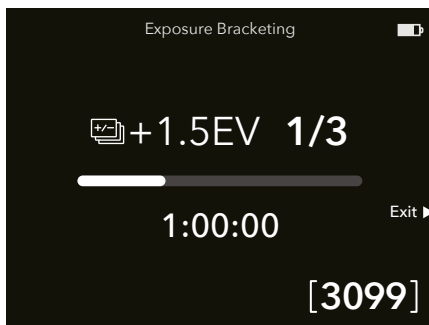 Exposure Bracketing
+/- +1.5EV 1/3
1:00:00
Exit
[3099]